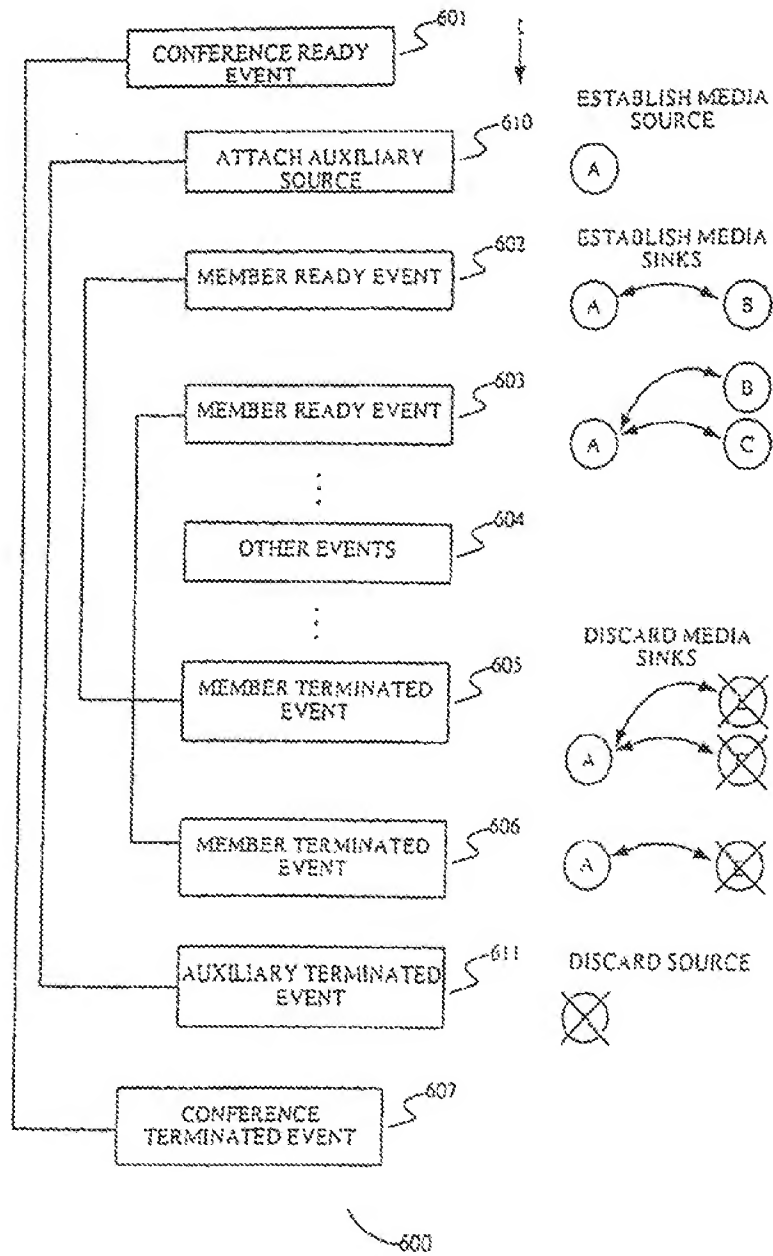 601
CONFERENCE READY
EVENT
610
ATTACH AUXILIARY
SOURCE
ESTABLISH MEDIA
SOURCE
A
602
MEMBER READY EVENT
ESTABLISH MEDIA
SINKS
A B
603
MEMBER READY EVENT
B
A C
604
OTHER EVENTS
605
MEMBER TERMINATED
EVENT
DISCARD MEDIA
SINKS
A
606
MEMBER TERMINATED
EVENT
A
611
AUXILIARY TERMINATED
EVENT
DISCARD SOURCE
607
CONFERENCE
TERMINATED EVENT
600